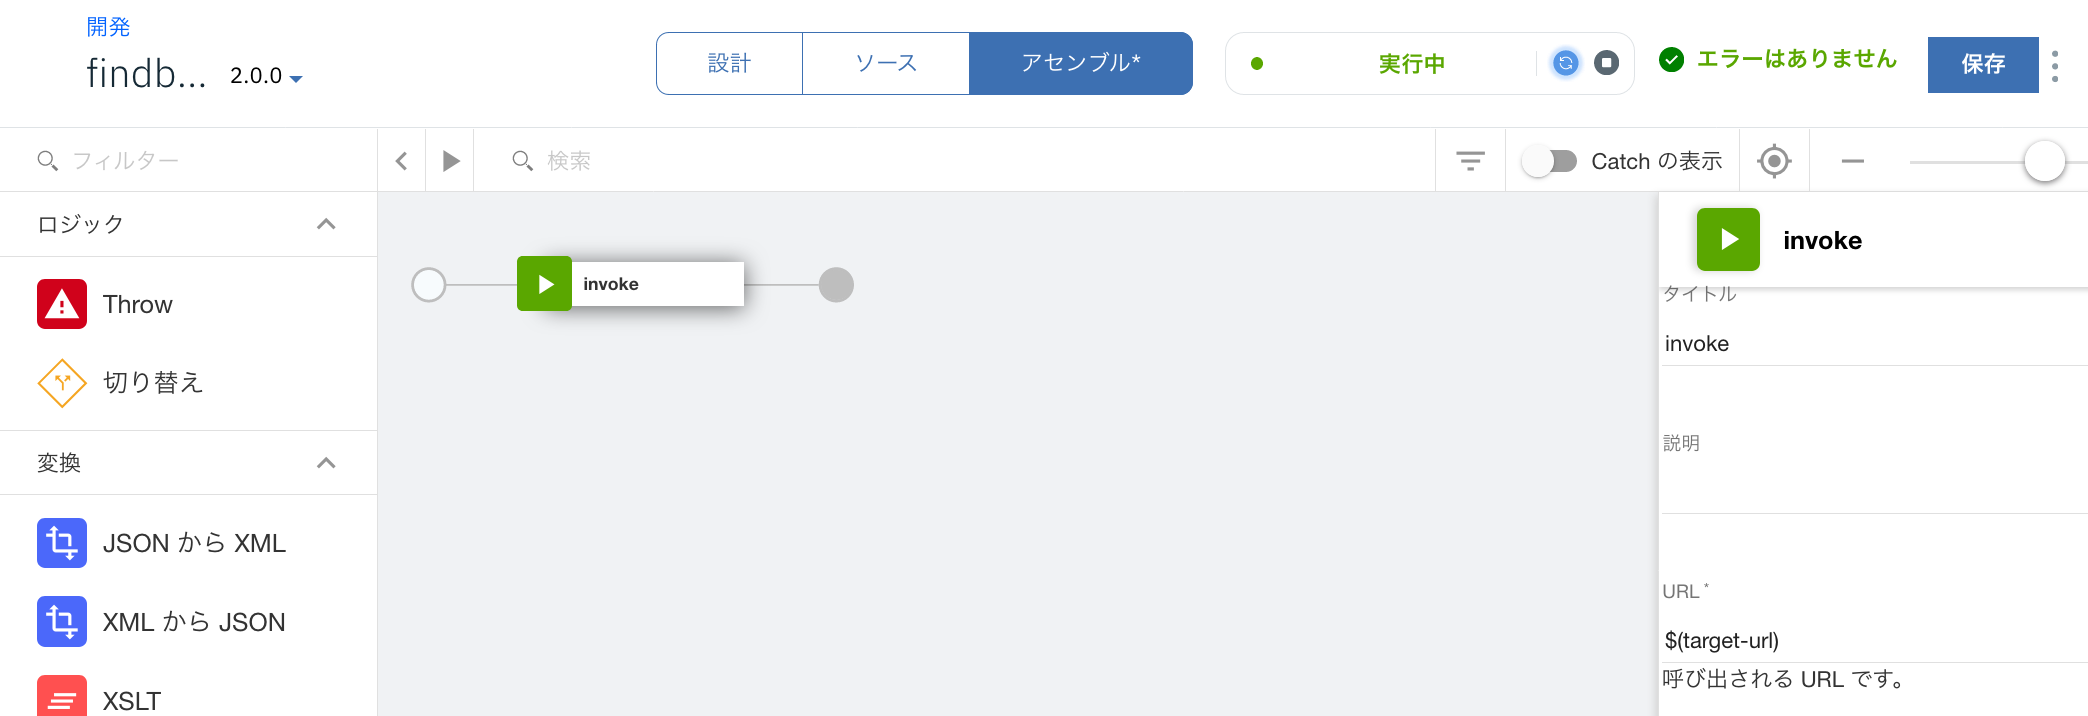 開発
findb... 2.0.0
設計 ソース アセンブル*
実行中
エラーはありません
保存
フィルター
検索
Catch の表示
ロジック
Throw
切り替え
変換
JSON から XML
XML から JSON
XSLT
invoke
invoke
タイトル
invoke
説明
URL *
$(target-url)
呼び出される URL です。